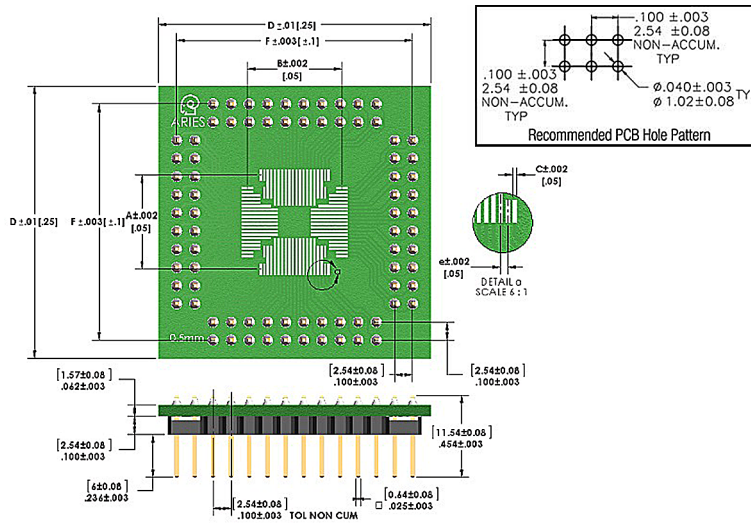 D ±.01[.25]
F ±.003[±.1]
B±.002
[.05]
ARIES
A±.002
[.05]
F ±.003[±.1]
D ±.01[.25]
0.5mm
[2.54±0.08]
.100±.003
[2.54±0.08]
.100±.003
.100 ±.003
2.54 ±0.08
NON-ACCUM.
TYP
.100 ±.003
2.54 ±0.08
NON-ACCUM.
TYP
Ø.040±.003 TY
Ø 1.02±0.08
Recommended PCB Hole Pattern
C±.002
[.05]
e±.002
[.05]
DETAIL a
SCALE 6 : 1
[1.57±0.08]
.062±.003
[2.54±0.08]
.100±.003
[6±0.08]
.236±.003
[2.54±0.08]
.100±.003 TOL NON CUM
[0.64±0.08]
.025±.003
[11.54±0.08]
.454±.003